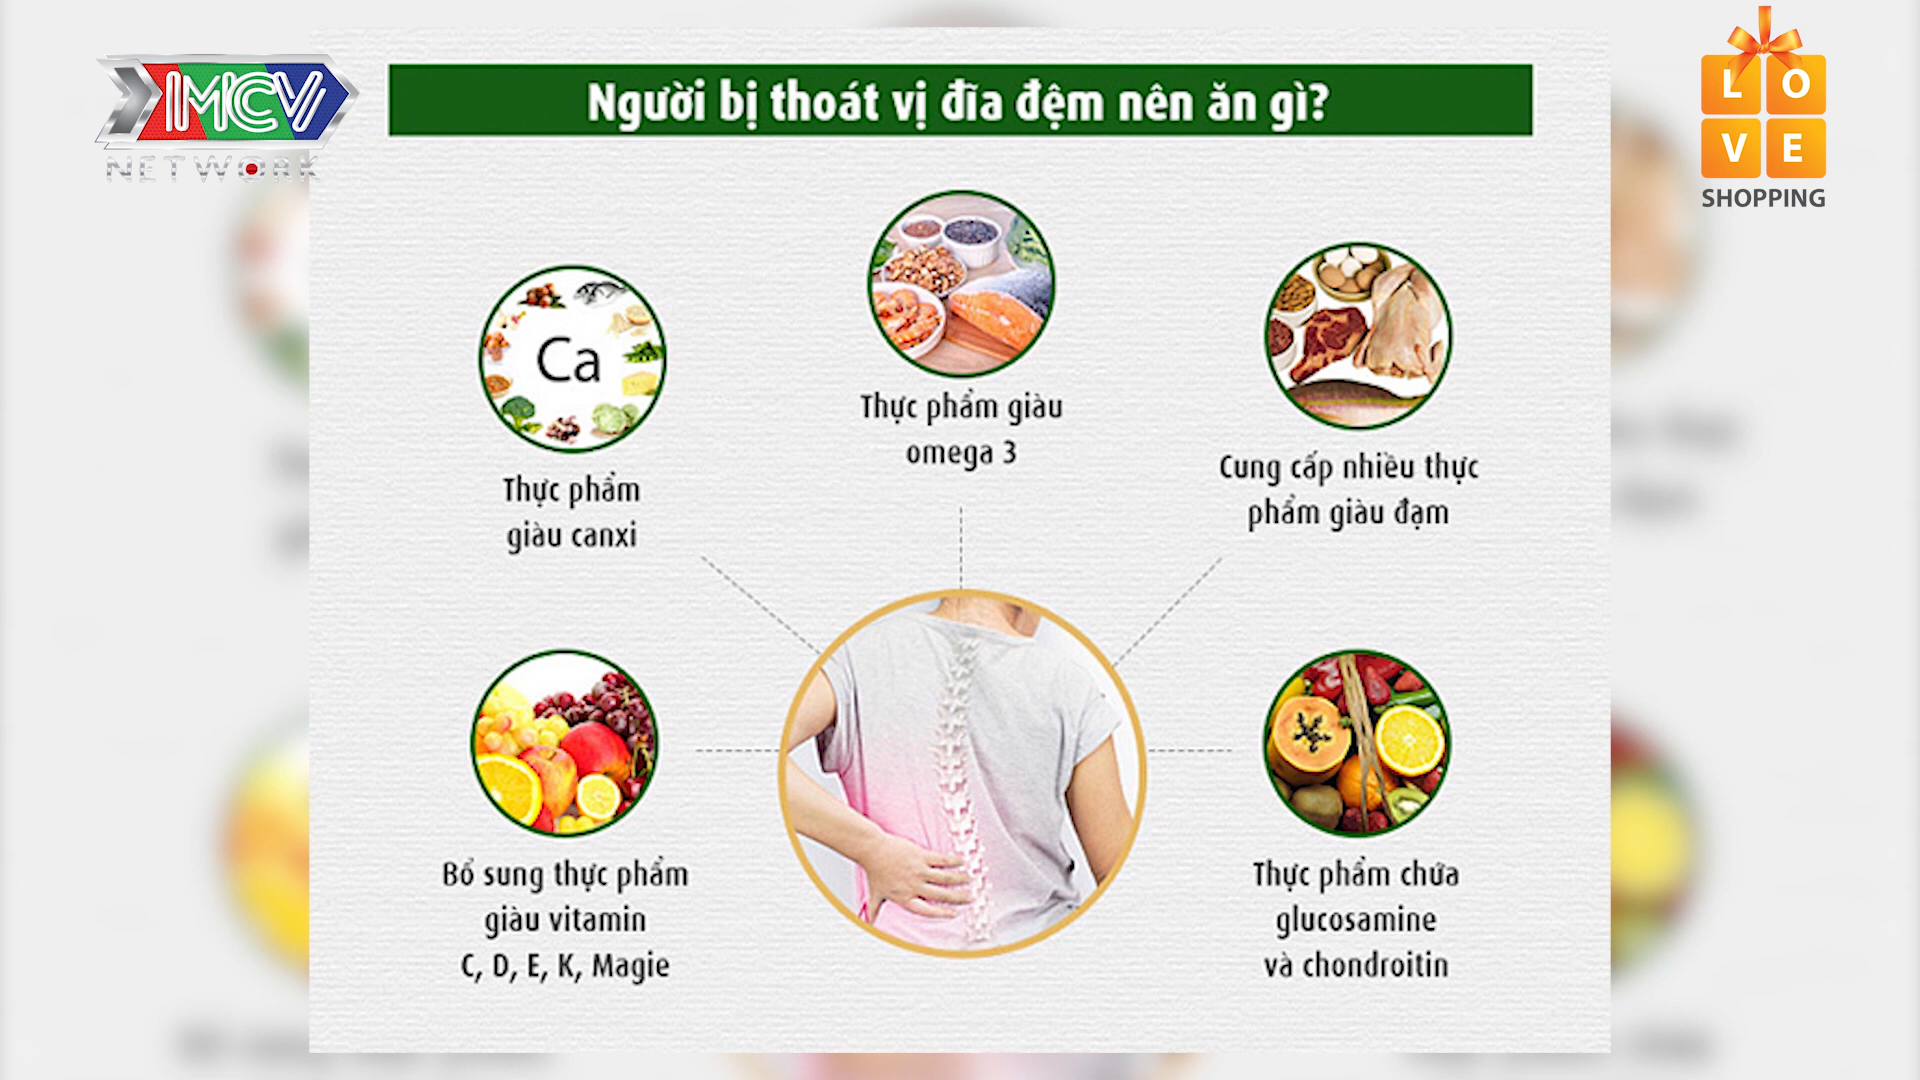 MCV
NETWORK
LOVE
SHOPPING
Người bị thoát vị đĩa đệm nên ăn gì?
Ca
Thực phẩm
giàu canxi
Thực phẩm giàu
omega 3
Cung cấp nhiều thực
phẩm giàu đạm
Bổ sung thực phẩm
giàu vitamin
C, D, E, K, Magie
Thực phẩm chứa
glucosamine
và chondroitin